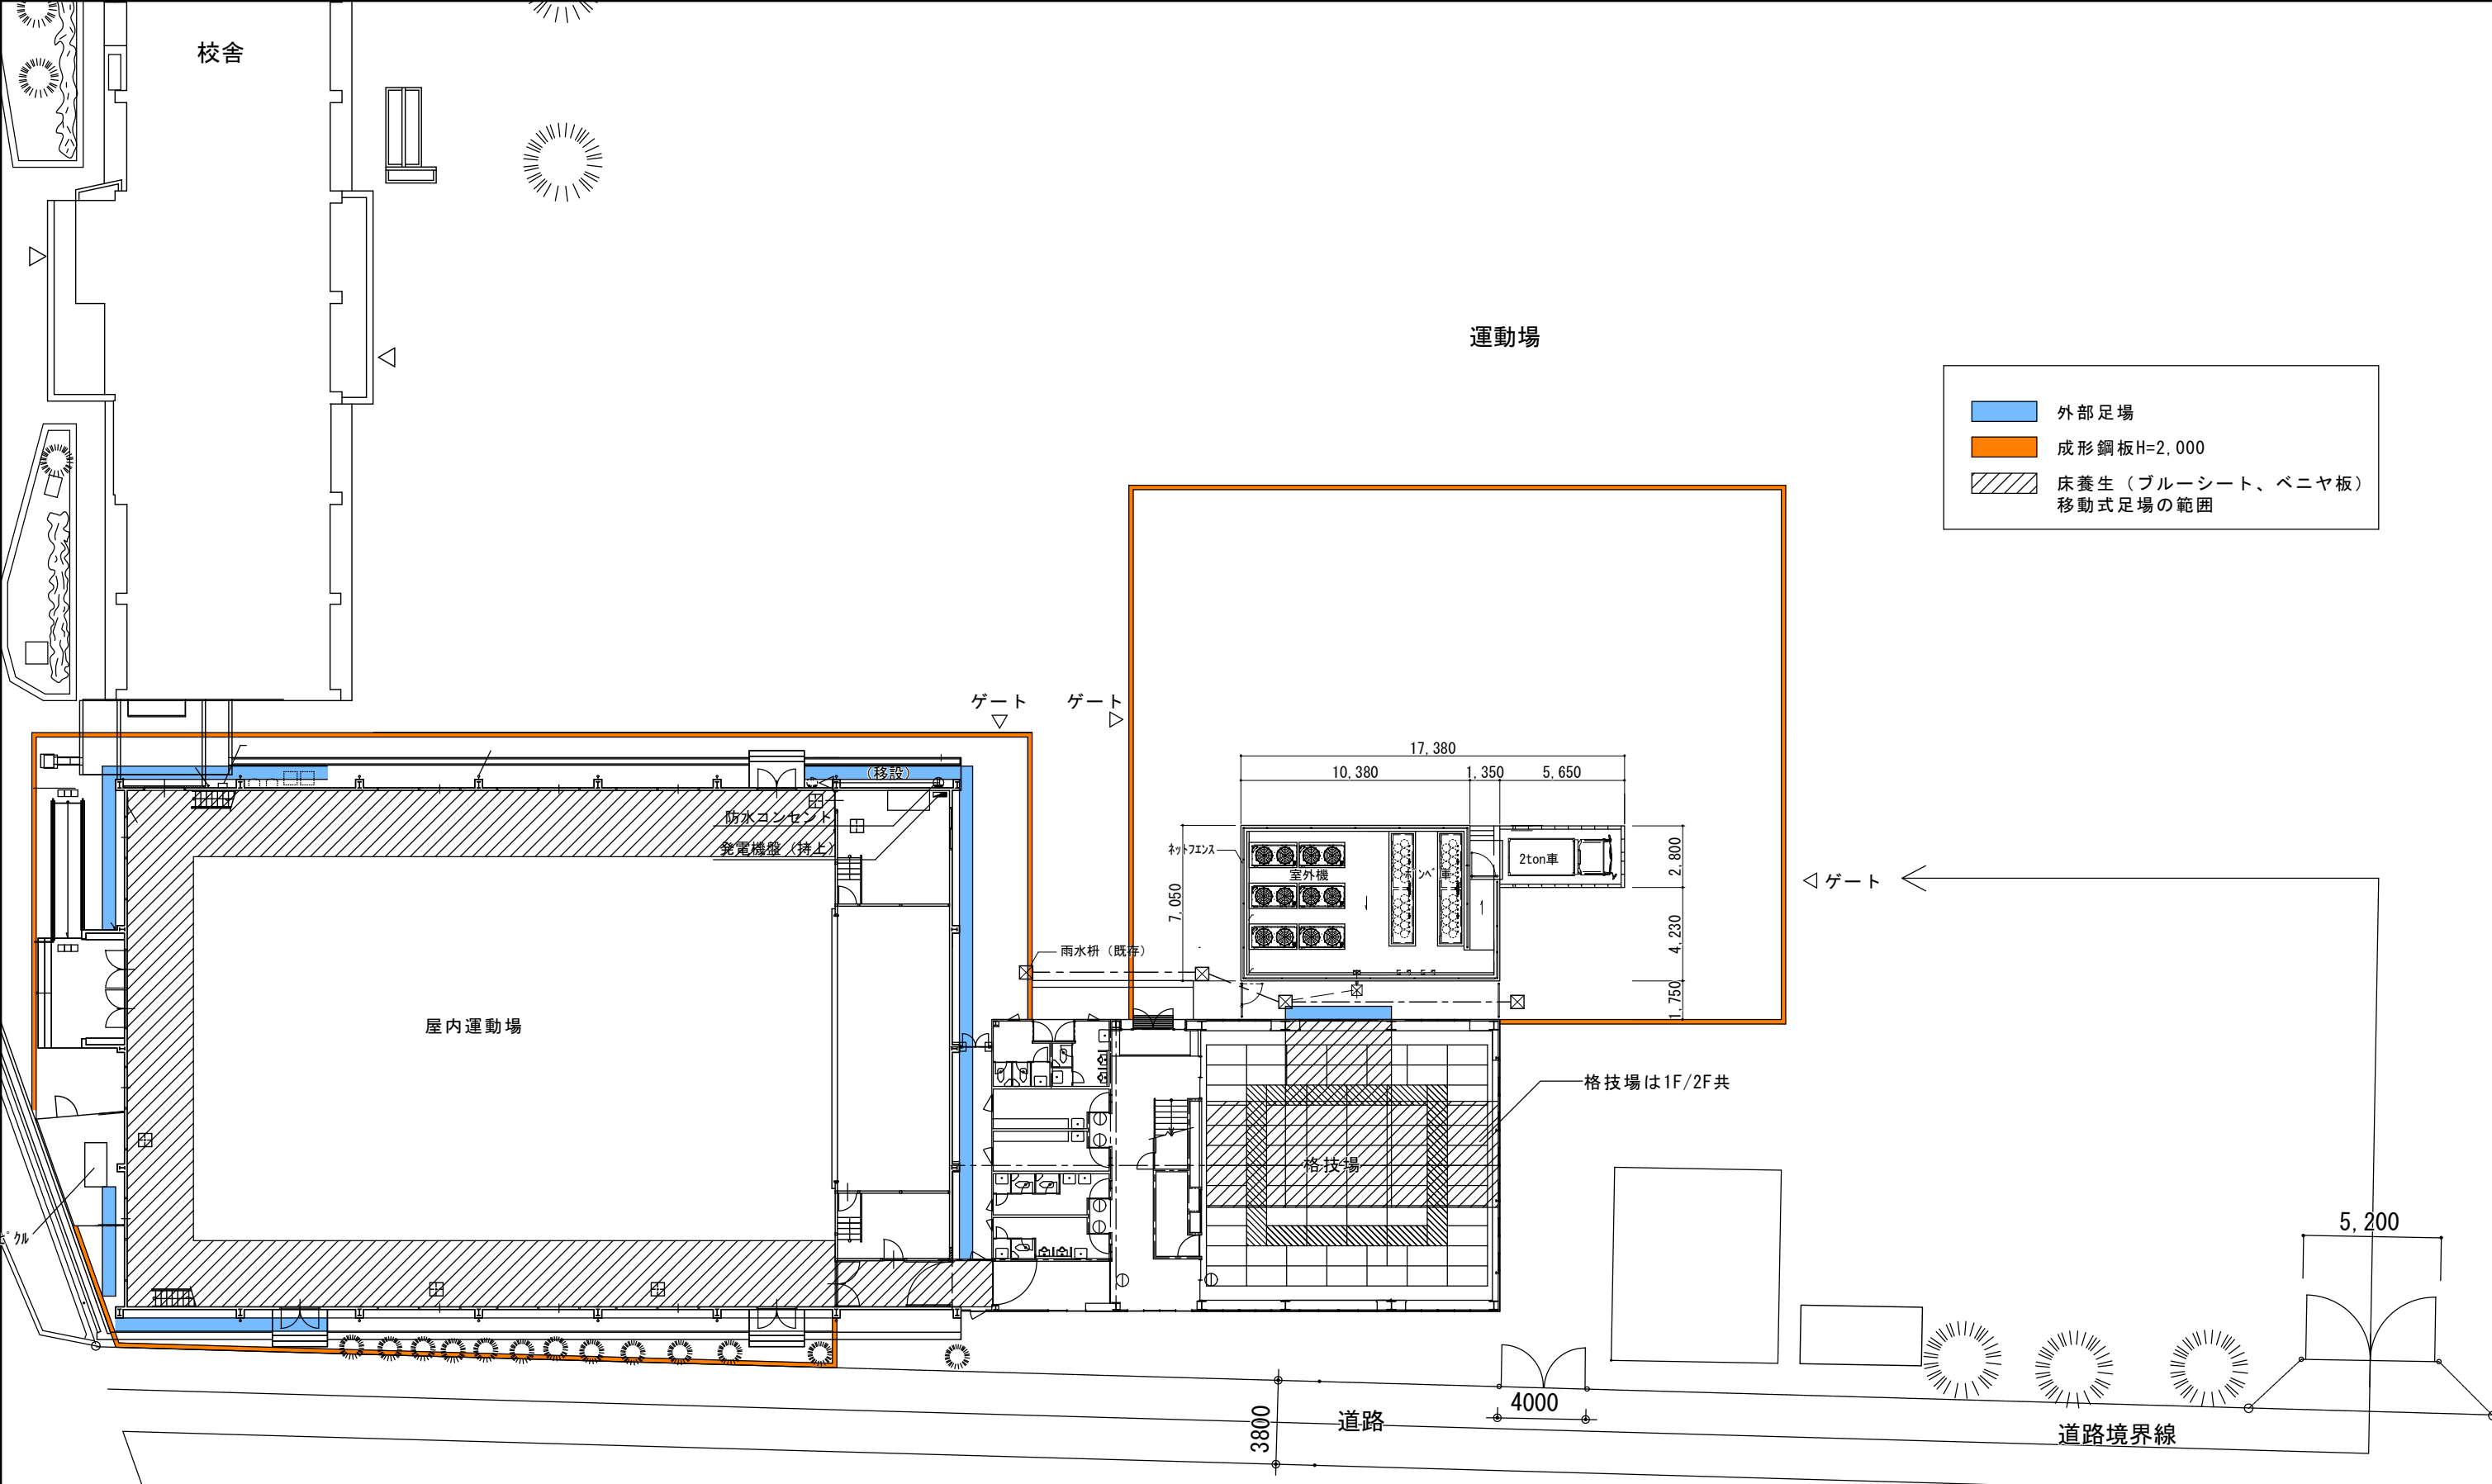 校舎
運動場
外部足場
成形鋼板H=2,000
床養生（ブルーシート、ベニヤ板）
移動式足場の範囲
ゲート
ゲート
17,380
10,380
1,350
5,650
（移設）
防水コンセント
発電機盤（持上）
ネットフエンス
2ton車
室外機
2,800
ゲート
7,050
4,230
雨水枡（既存）
1,750
屋内運動場
格技場は1F/2F共
格技場
5,200
4000
3800
道路
道路境界線